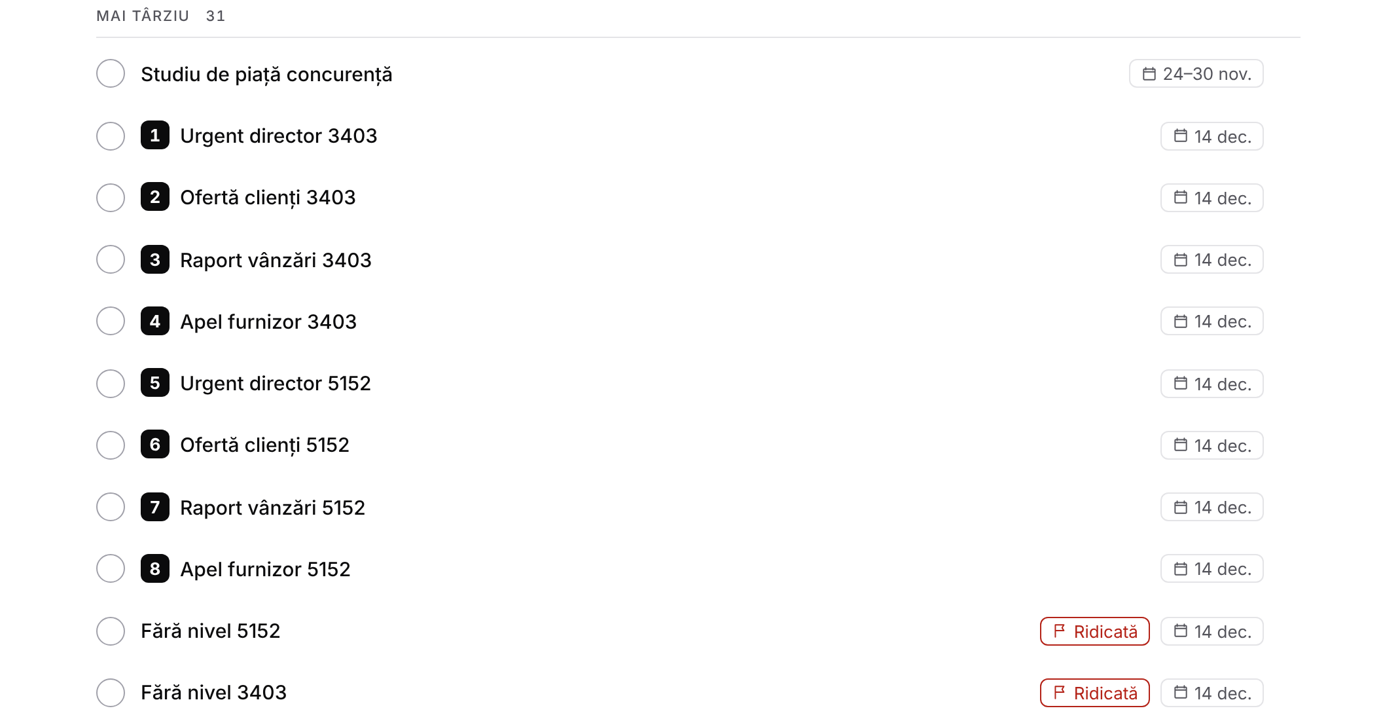 MAI TÂRZIU 31
Studiu de piață concurență 24–30 nov.
1 Urgent director 3403 14 dec.
2 Ofertă clienți 3403 14 dec.
3 Raport vânzări 3403 14 dec.
4 Apel furnizor 3403 14 dec.
5 Urgent director 5152 14 dec.
6 Ofertă clienți 5152 14 dec.
7 Raport vânzări 5152 14 dec.
8 Apel furnizor 5152 14 dec.
Fără nivel 5152 Ridicată 14 dec.
Fără nivel 3403 Ridicată 14 dec.